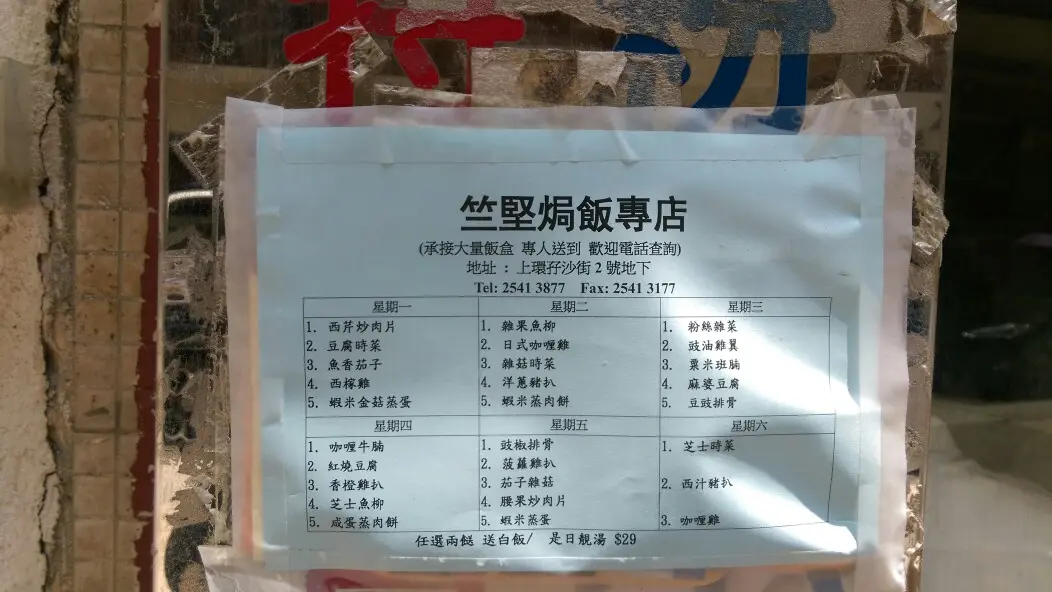 竺堅焗飯專店
(承接大量飯盒 專人送到 歡迎電話查詢)
地址 : 上環孖沙街 2 號地下
Tel: 2541 3877 Fax: 2541 3177
星期一 星期二 星期三
1. 西芹炒肉片 1. 雜果魚柳 1. 粉絲雜菜
2. 豆腐時菜 2. 日式咖喱雞 2. 豉油雞翼
3. 魚香茄子 3. 雜菇時菜 3. 粟米班腩
4. 西檸雞 4. 洋蔥豬扒 4. 麻婆豆腐
5. 蝦米金菇蒸蛋 5. 蝦米蒸肉餅 5. 豆豉排骨
星期四 星期五 星期六
1. 咖喱牛腩 1. 豉椒排骨 1. 芝士時菜
2. 紅燒豆腐 2. 菠蘿雞扒
3. 香橙雞扒 3. 茄子雜菇 2. 西汁豬扒
4. 芝士魚柳 4. 腰果炒肉片
5. 咸蛋蒸肉餅 5. 蝦米蒸蛋 3. 咖喱雞
任選兩餸 送白飯/ 是日靚湯 $29